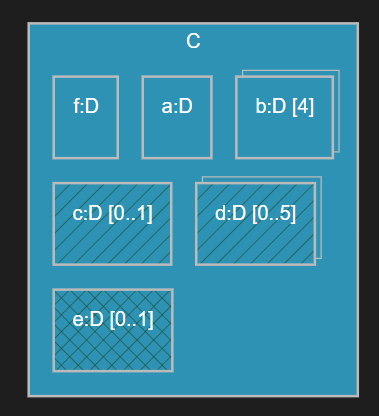 C
f:D
a:D
b:D [4]
c:D [0..1]
d:D [0..5]
e:D [0..1]